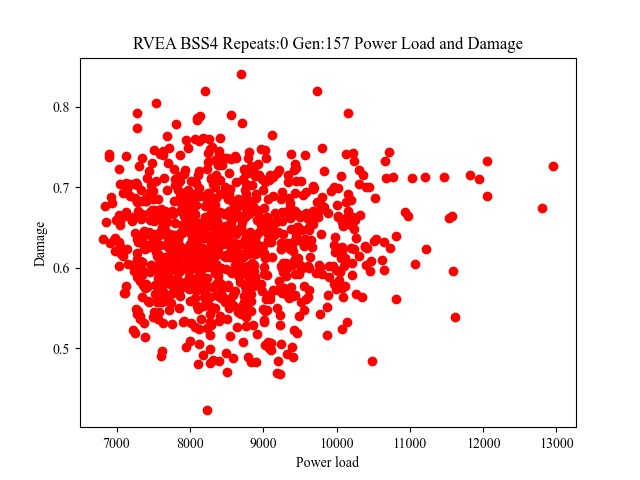 RVEA BSS4 Repeats:0 Gen:157 Power Load and Damage
0.8
0.7
0.6
0.5
Damage
7000 8000 9000 10000 11000 12000 13000
Power load